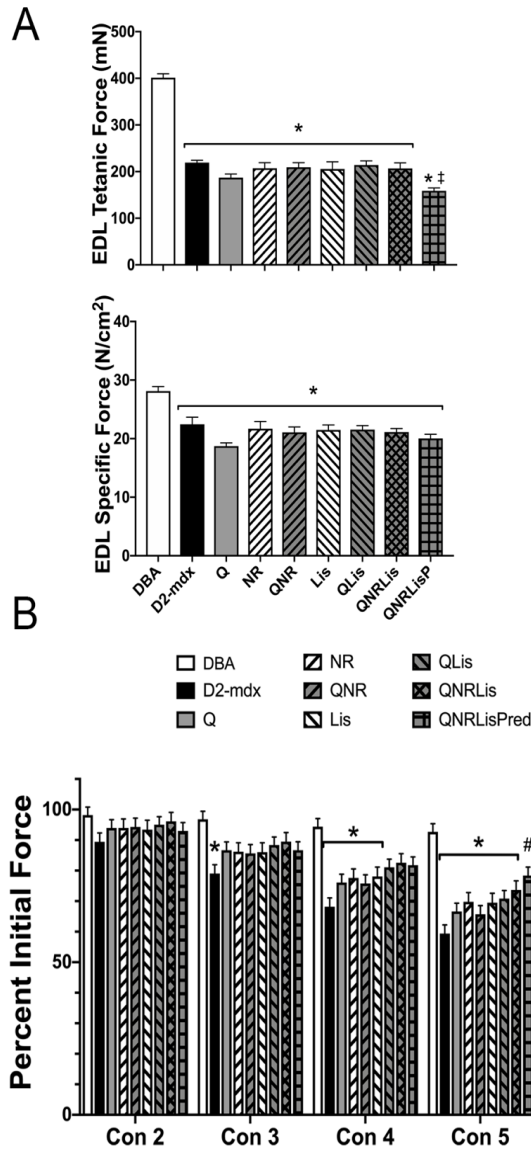 A
EDL Tetanic Force (mN)
500
400
300
200
100
0
*
* ‡
EDL Specific Force (N/cm²)
40
30
20
10
0
*
DBA
D2-mdx
Q
NR
QNR
Lis
QLis
QNRLis
QNRLisP
B
DBA
NR
QLis
D2-mdx
QNR
QNRLis
Q
Lis
QNRLisPred
Percent Initial Force
100
50
0
*
*
*
#
Con 2
Con 3
Con 4
Con 5